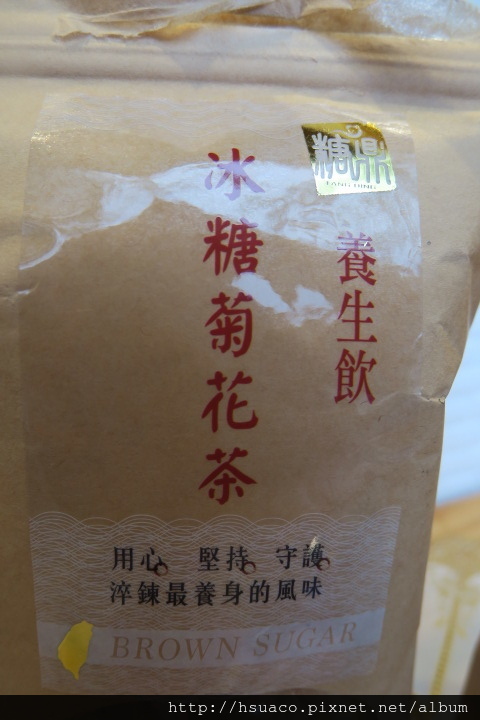 糖鼎
TANG DING
養生飲
冰糖菊花茶
用心。 堅持。 守護。
淬鍊最養身的風味
BROWN SUGAR
http://hsuaco.pixnet.net/album